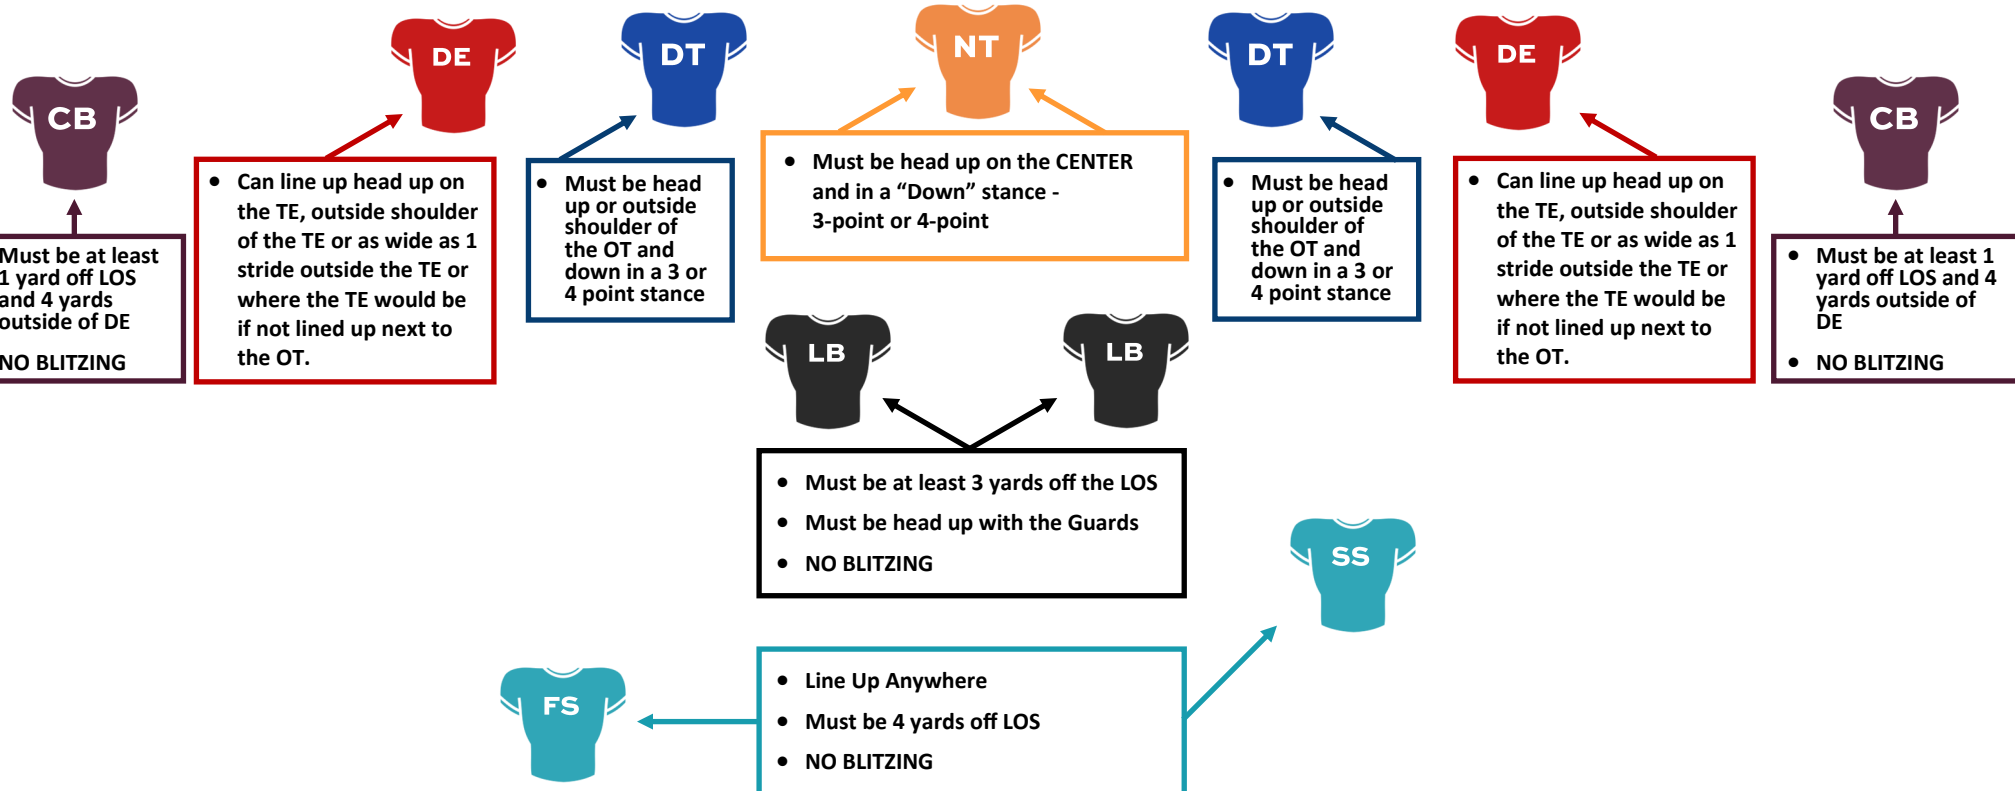 DE
DT
NT
DT
DE
CB
CB
Must be at least
1 yard off LOS
and 4 yards
outside of DE
NO BLITZING
• Can line up head up on
the TE, outside shoulder
of the TE or as wide as 1
stride outside the TE or
where the TE would be
if not lined up next to
the OT.
• Must be head
up or outside
shoulder of
the OT and
down in a 3 or
4 point stance
• Must be head up on the CENTER
and in a “Down” stance -
3-point or 4-point
• Must be head
up or outside
shoulder of
the OT and
down in a 3 or
4 point stance
• Can line up head up on
the TE, outside shoulder
of the TE or as wide as 1
stride outside the TE or
where the TE would be
if not lined up next to
the OT.
• Must be at least 1
yard off LOS and 4
yards outside of
DE
• NO BLITZING
LB
LB
• Must be at least 3 yards off the LOS
• Must be head up with the Guards
• NO BLITZING
SS
FS
• Line Up Anywhere
• Must be 4 yards off LOS
• NO BLITZING